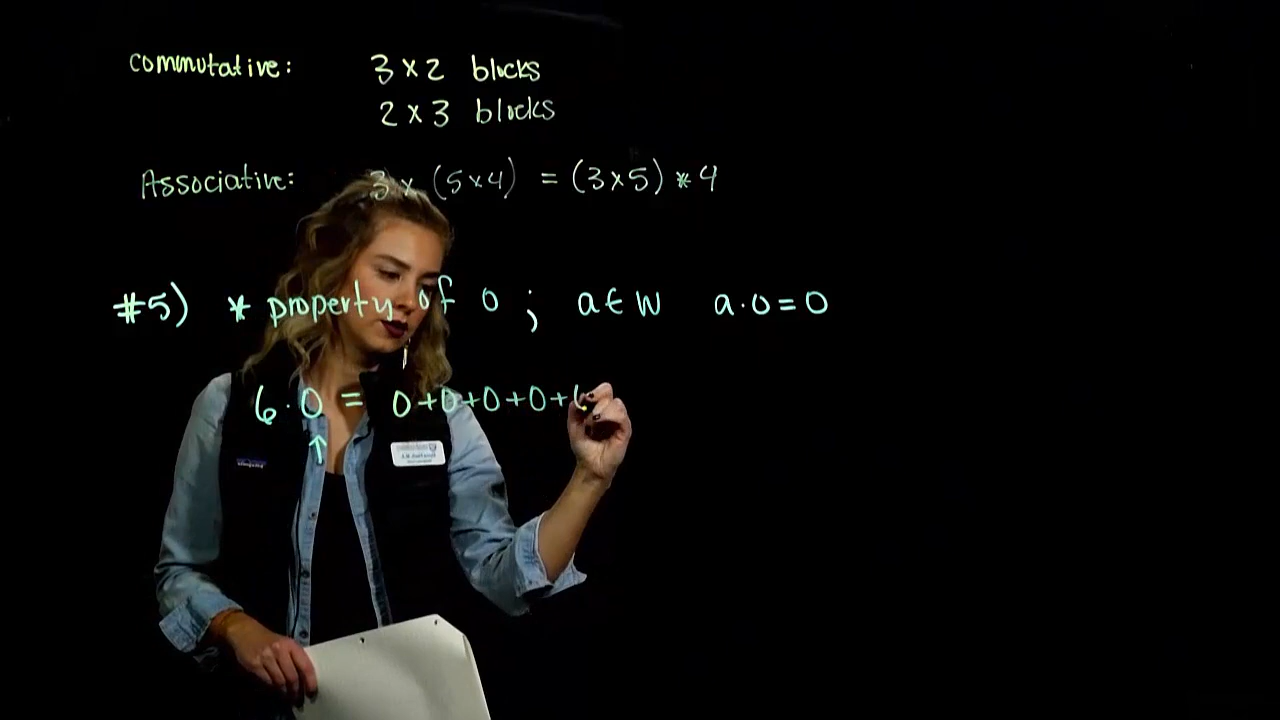 commutative: 3 × 2 blocks
2 × 3 blocks
Associative: 3 × (5 × 4) = (3 × 5) * 4
#5) * property of 0 ; a ∈ W a · 0 = 0
6 · 0 = 0+0+0+0+
↑